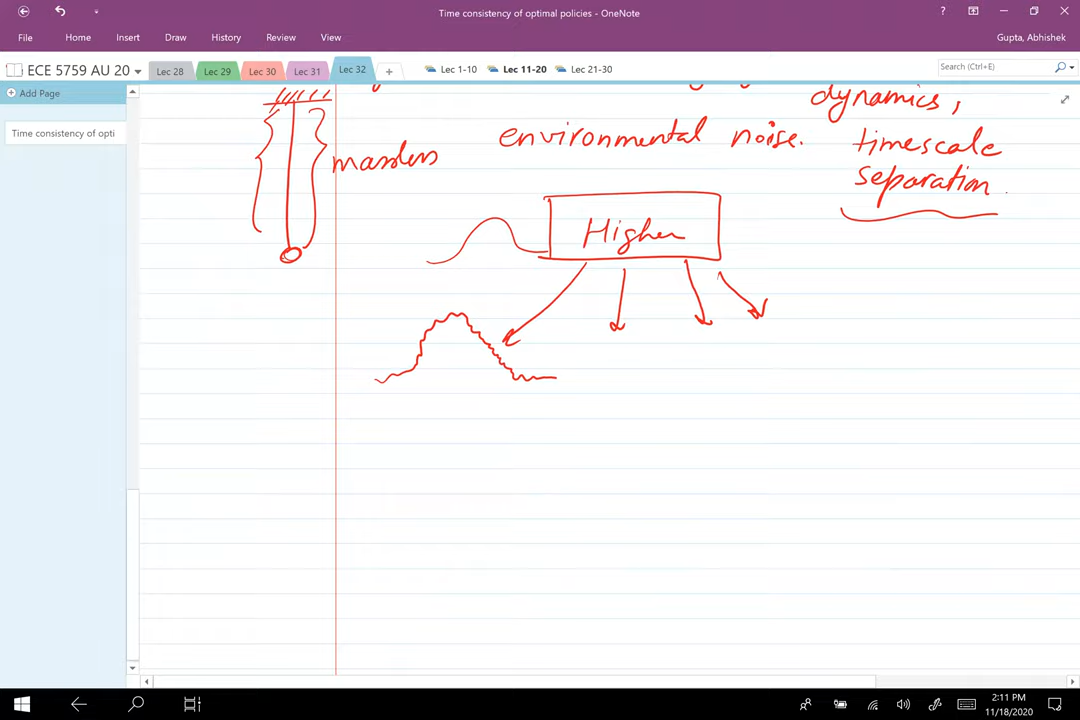 Time consistency of optimal policies - OneNote
File
Home
Insert
Draw
History
Review
View
Gupta, Abhishek
ECE 5759 AU 20
Lec 28
Lec 29
Lec 30
Lec 31
Lec 32
Lec 1-10
Lec 11-20
Lec 21-30
Search (Ctrl+E)
Add Page
Time consistency of opti
dynamics,
environmental noise.
timescale
separation
massless
Higher
2:11 PM
11/18/2020